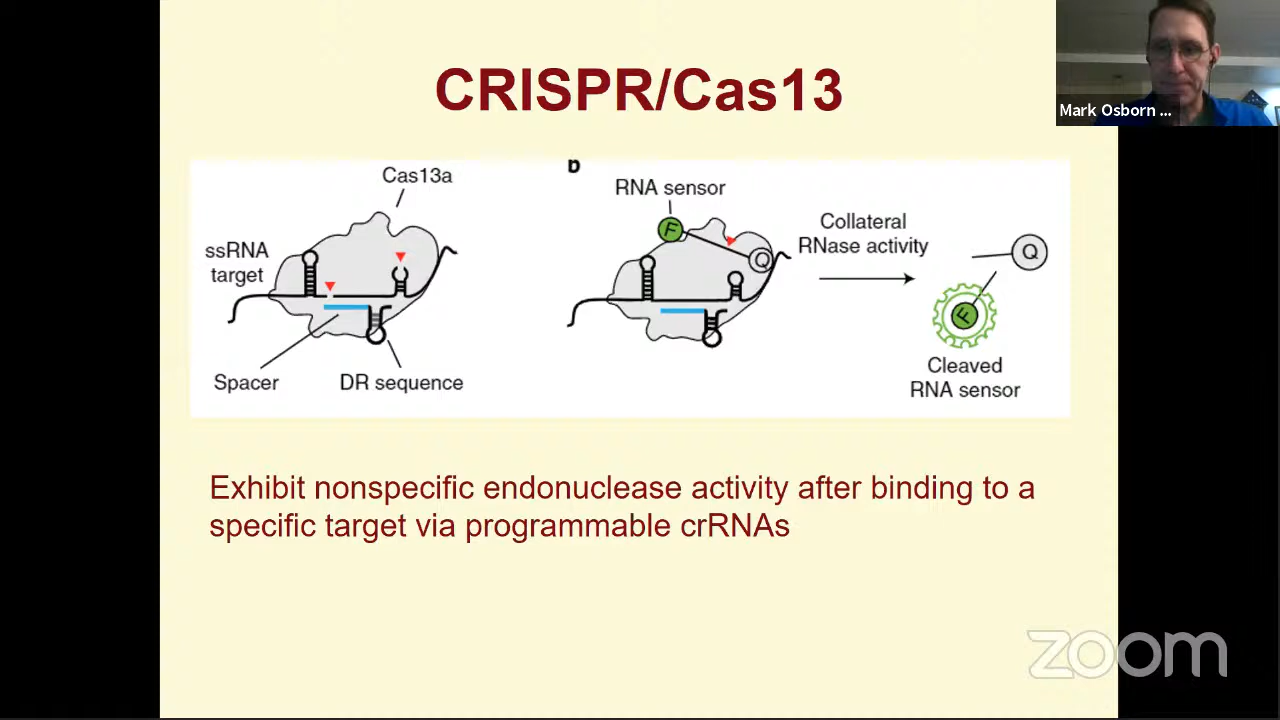 CRISPR/Cas13
Mark Osborn ...
Cas13a
ssRNA
target
Spacer
DR sequence
b
RNA sensor
F
Q
Collateral
RNase activity
Q
F
Cleaved
RNA sensor
Exhibit nonspecific endonuclease activity after binding to a
specific target via programmable crRNAs
zoom